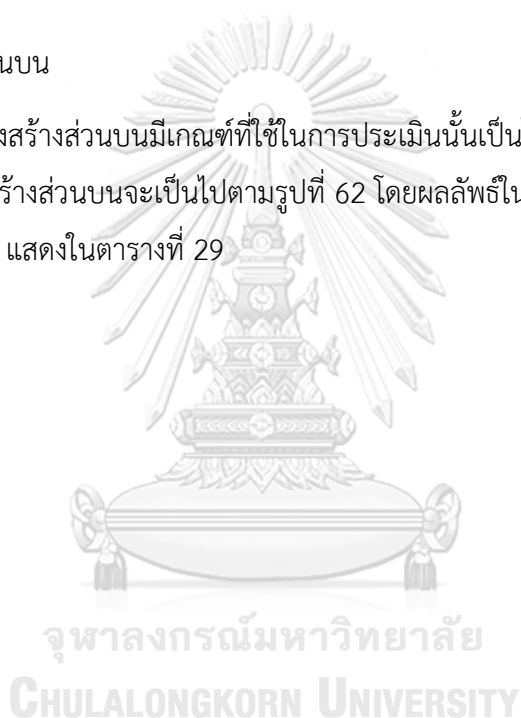 นบน
งสร้างส่วนบนมีเกณฑ์ที่ใช้ในการประเมินนั้นเป็น
ร้างส่วนบนจะเป็นไปตามรูปที่ 62 โดยผลลัพธ์ใน
แสดงในตารางที่ 29
จุฬาลงกรณ์มหาวิทยาลัย
CHULALONGKORN UNIVERSITY